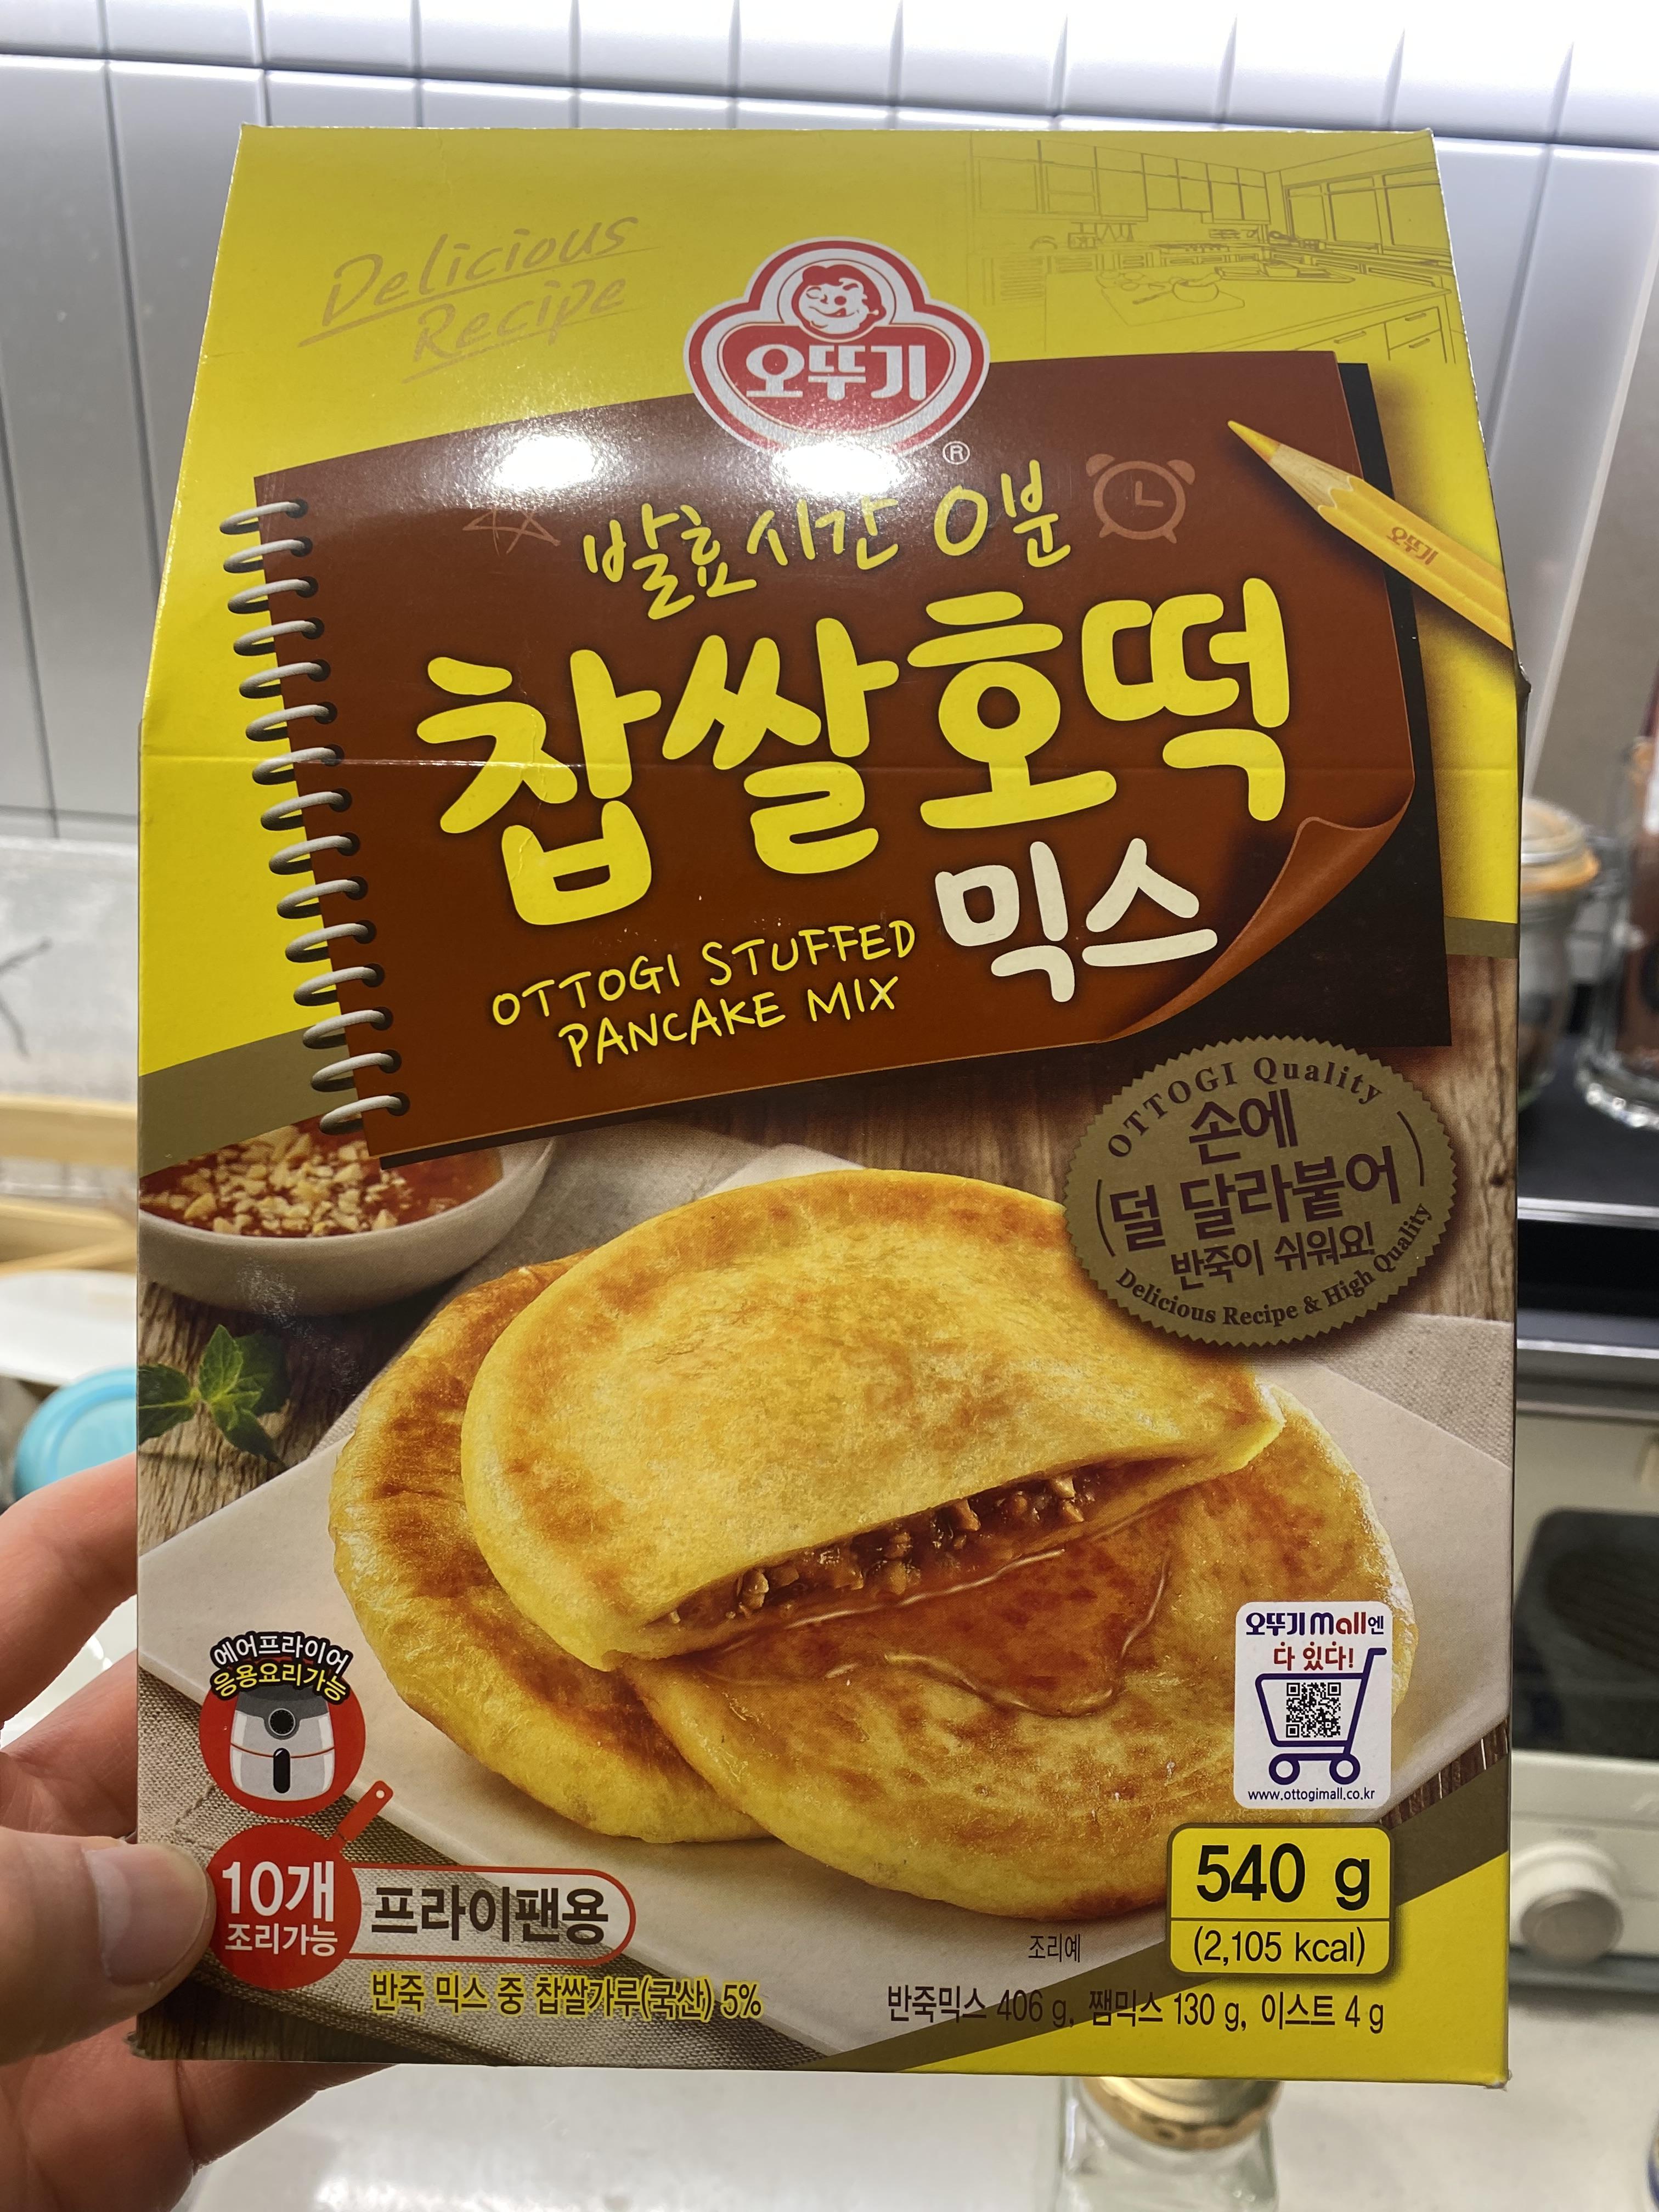 Delicious
Recipe
오뚜기
®
발효시간 0분
오뚜기
찹쌀호떡
믹스
OTTOGI STUFFED
PANCAKE MIX
OTTOGI Quality
손에
덜 달라붙어
반죽이 쉬워요!
Delicious Recipe & High Quality
에어프라이어
응용요리가능
오뚜기mall엔
다 있다!
www.ottogimall.co.kr
10개
조리가능
프라이팬용
540 g
(2,105 kcal)
조리예
반죽 믹스 중 찹쌀가루(국산) 5%
반죽믹스 406 g, 쨈믹스 130 g, 이스트 4 g